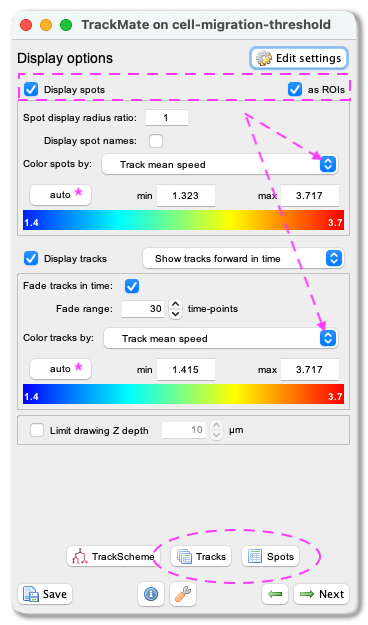 TrackMate on cell-migration-threshold
Display options
Edit settings
Display spots
as ROIs
Spot display radius ratio: 1
Display spot names:
Color spots by: Track mean speed
auto * min 1.323 max 3.717
1.4 3.7
Display tracks Show tracks forward in time
Fade tracks in time:
Fade range: 30 time-points
Color tracks by: Track mean speed
auto * min 1.415 max 3.717
1.4 3.7
Limit drawing Z depth 10 µm
TrackScheme Tracks Spots
Save Next